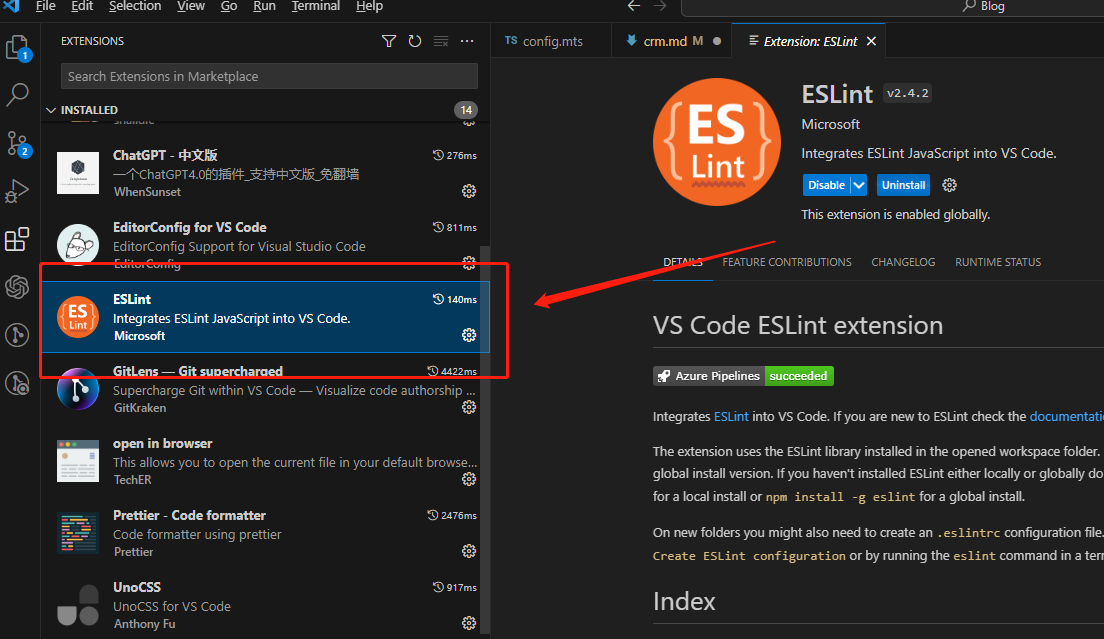 File Edit Selection View Go Run Terminal Help
Blog
1
2
EXTENSIONS
Search Extensions in Marketplace
INSTALLED
14
ChatGPT - 中文版
276ms
一个ChatGPT4.0的插件_支持中文版_免翻墙
WhenSunset
EditorConfig for VS Code
811ms
EditorConfig Support for Visual Studio Code
EditorConfig
ESLint
140ms
Integrates ESLint JavaScript into VS Code.
Microsoft
ES
Lint
GitLens — Git supercharged
4422ms
Supercharge Git within VS Code — Visualize code authorship ...
GitKraken
open in browser
This allows you to open the current file in your default browse...
TechER
Prettier - Code formatter
2476ms
Code formatter using prettier
Prettier
UnoCSS
917ms
UnoCSS for VS Code
Anthony Fu
TS config.mts
crm.md M
Extension: ESLint
{ES}
Lint
ESLint v2.4.2
Microsoft
Integrates ESLint JavaScript into VS Code.
Disable
Uninstall
This extension is enabled globally.
DETAILS FEATURE CONTRIBUTIONS CHANGELOG RUNTIME STATUS
VS Code ESLint extension
Azure Pipelines succeeded
Integrates ESLint into VS Code. If you are new to ESLint check the documentati
The extension uses the ESLint library installed in the opened workspace folder.
global install version. If you haven't installed ESLint either locally or globally do
for a local install or npm install -g eslint for a global install.
On new folders you might also need to create an .eslintrc configuration file.
Create ESLint configuration or by running the eslint command in a ter
Index